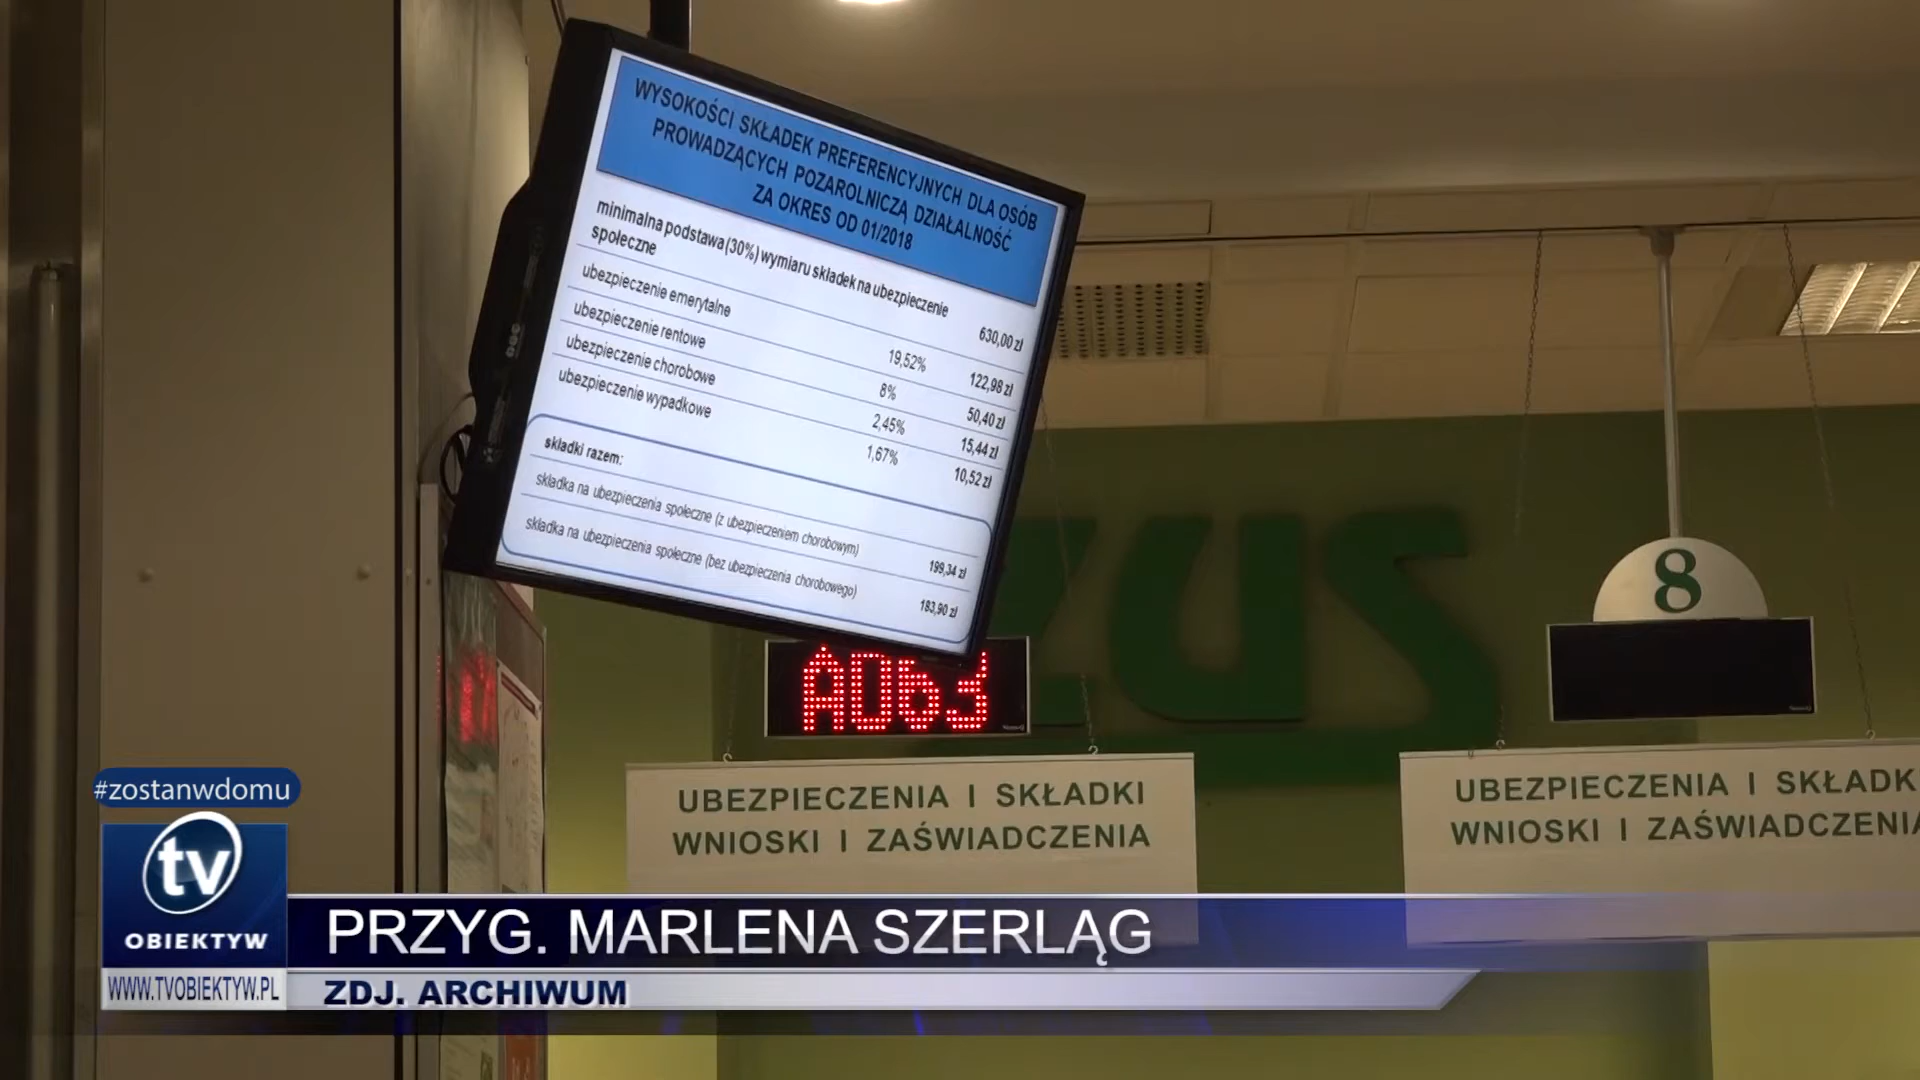 WYSOKOŚCI SKŁADEK PREFERENCYJNYCH DLA OSÓB
PROWADZĄCYCH POZAROLNICZĄ DZIAŁALNOŚĆ
ZA OKRES OD 01/2018
minimalna podstawa (30%) wymiaru składek na ubezpieczenie
społeczne 630,00 zł
ubezpieczenie emerytalne 19,52% 122,98 zł
ubezpieczenie rentowe 8% 50,40 zł
ubezpieczenie chorobowe 2,45% 15,44 zł
ubezpieczenie wypadkowe 1,67% 10,52 zł
składki razem:
składka na ubezpieczenia społeczne (z ubezpieczeniem chorobowym) 199,34 zł
składka na ubezpieczenia społeczne (bez ubezpieczenia chorobowego) 183,90 zł
ZUS
8
A063
UBEZPIECZENIA I SKŁADKI
WNIOSKI I ZAŚWIADCZENIA
UBEZPIECZENIA I SKŁADK
WNIOSKI I ZAŚWIADCZENIA
#zostanwdomu
tv
OBIEKTYW
WWW.TVOBIEKTYW.PL
PRZYG. MARLENA SZERLĄG
ZDJ. ARCHIWUM